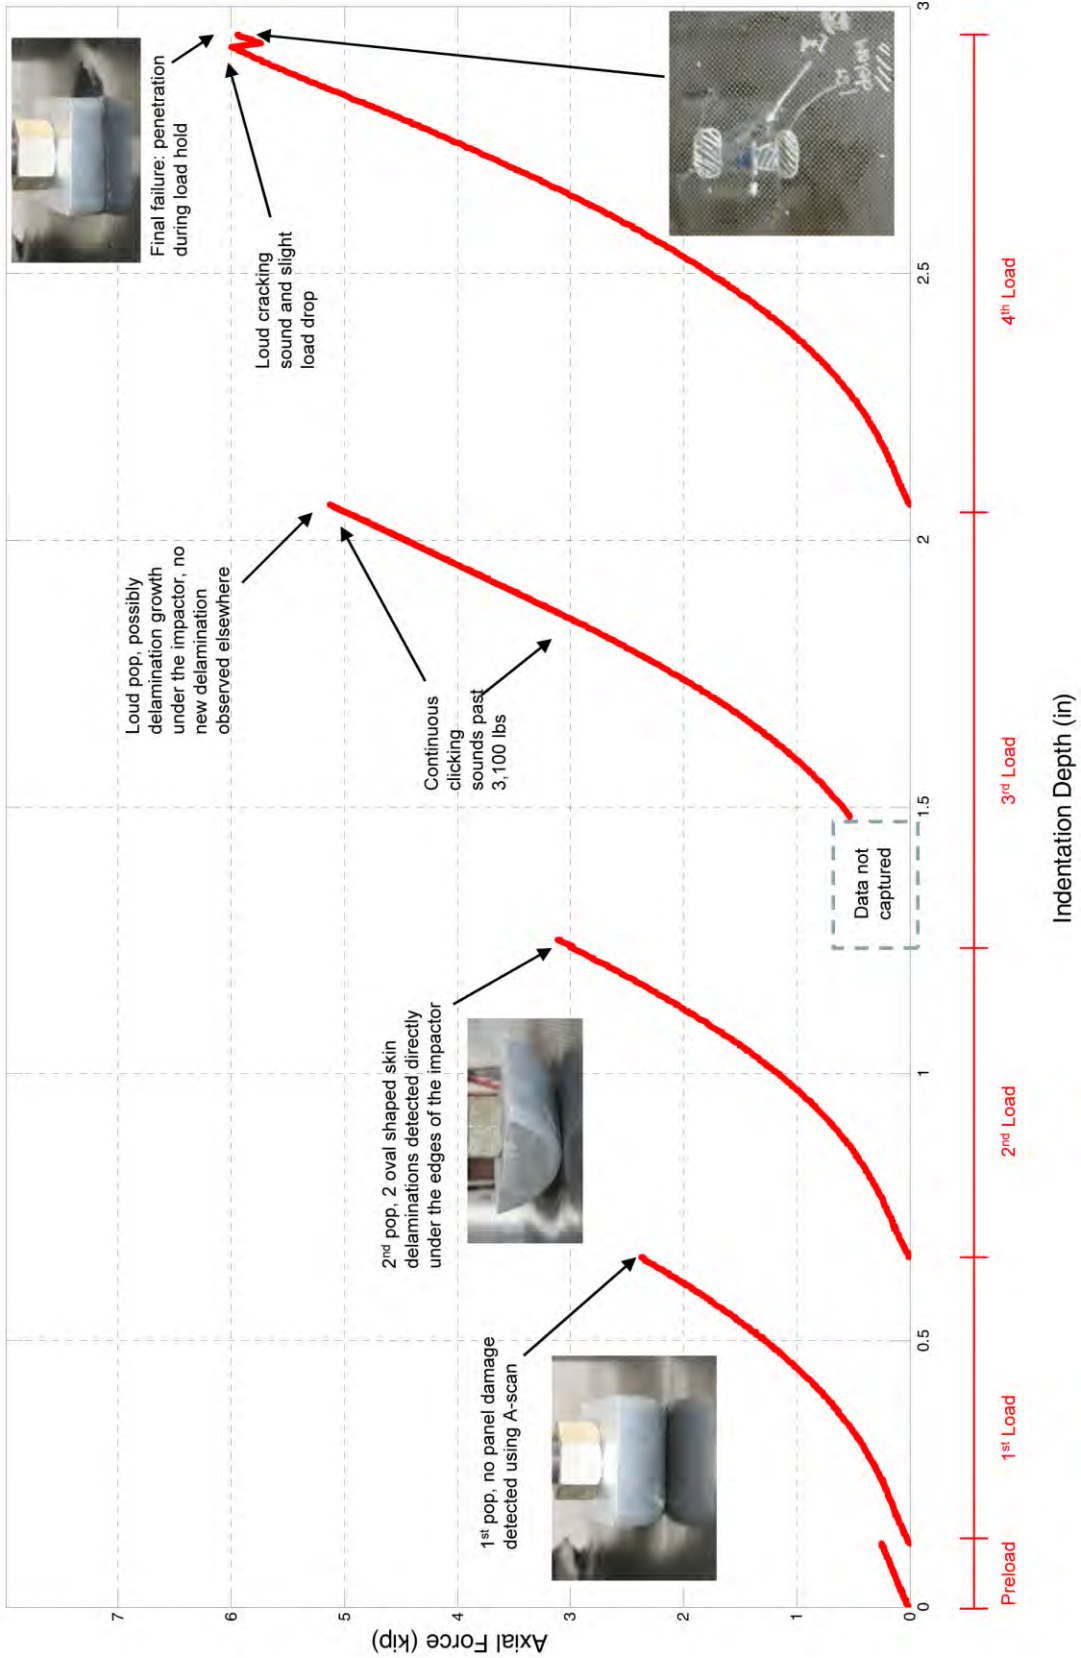 Axial Force (kip)
7
6
5
4
3
2
1
0
1st pop, no panel damage
detected using A-scan
2nd pop, 2 oval shaped skin
delaminations detected directly
under the edges of the impactor
Data not
captured
Continuous
clicking
sounds past
3,100 lbs
Loud pop, possibly
delamination growth
under the impactor, no
new delamination
observed elsewhere
Loud cracking
sound and slight
load drop
Final failure: penetration
during load hold
0
0.5
1
1.5
2
2.5
3
Preload
1st Load
2nd Load
3rd Load
4th Load
Indentation Depth (in)